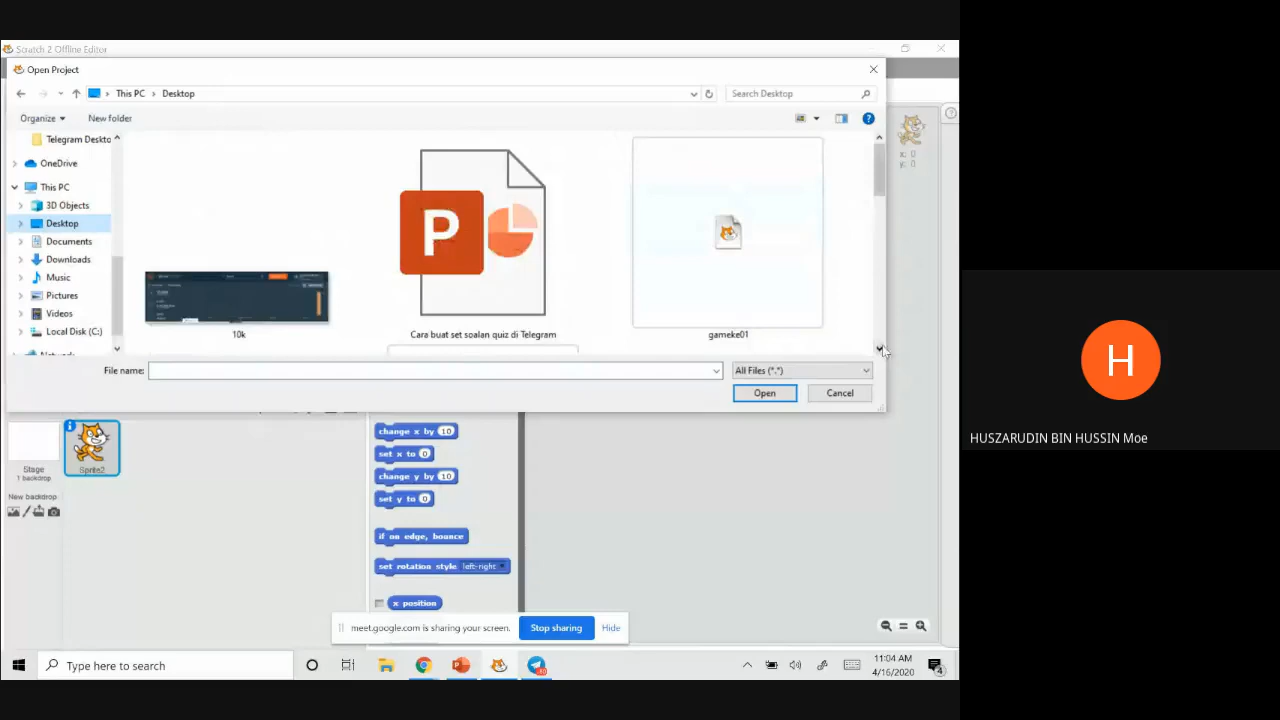 Scratch 2 Offline Editor
Open Project
This PC > Desktop
Search Desktop
Organize
New folder
Telegram Deskto
OneDrive
This PC
3D Objects
Desktop
Documents
Downloads
Music
Pictures
Videos
Local Disk (C:)
P
10k
Cara buat set soalan quiz di Telegram
gameke01
File name:
All Files (*.*)
Open
Cancel
x: 0
y: 0
Stage
1 backdrop
Sprite2
New backdrop
change x by 10
set x to 0
change y by 10
set y to 0
if on edge, bounce
set rotation style left-right
x position
meet.google.com is sharing your screen.
Stop sharing
Hide
Type here to search
11:04 AM
4/16/2020
4
H
HUSZARUDIN BIN HUSSIN Moe